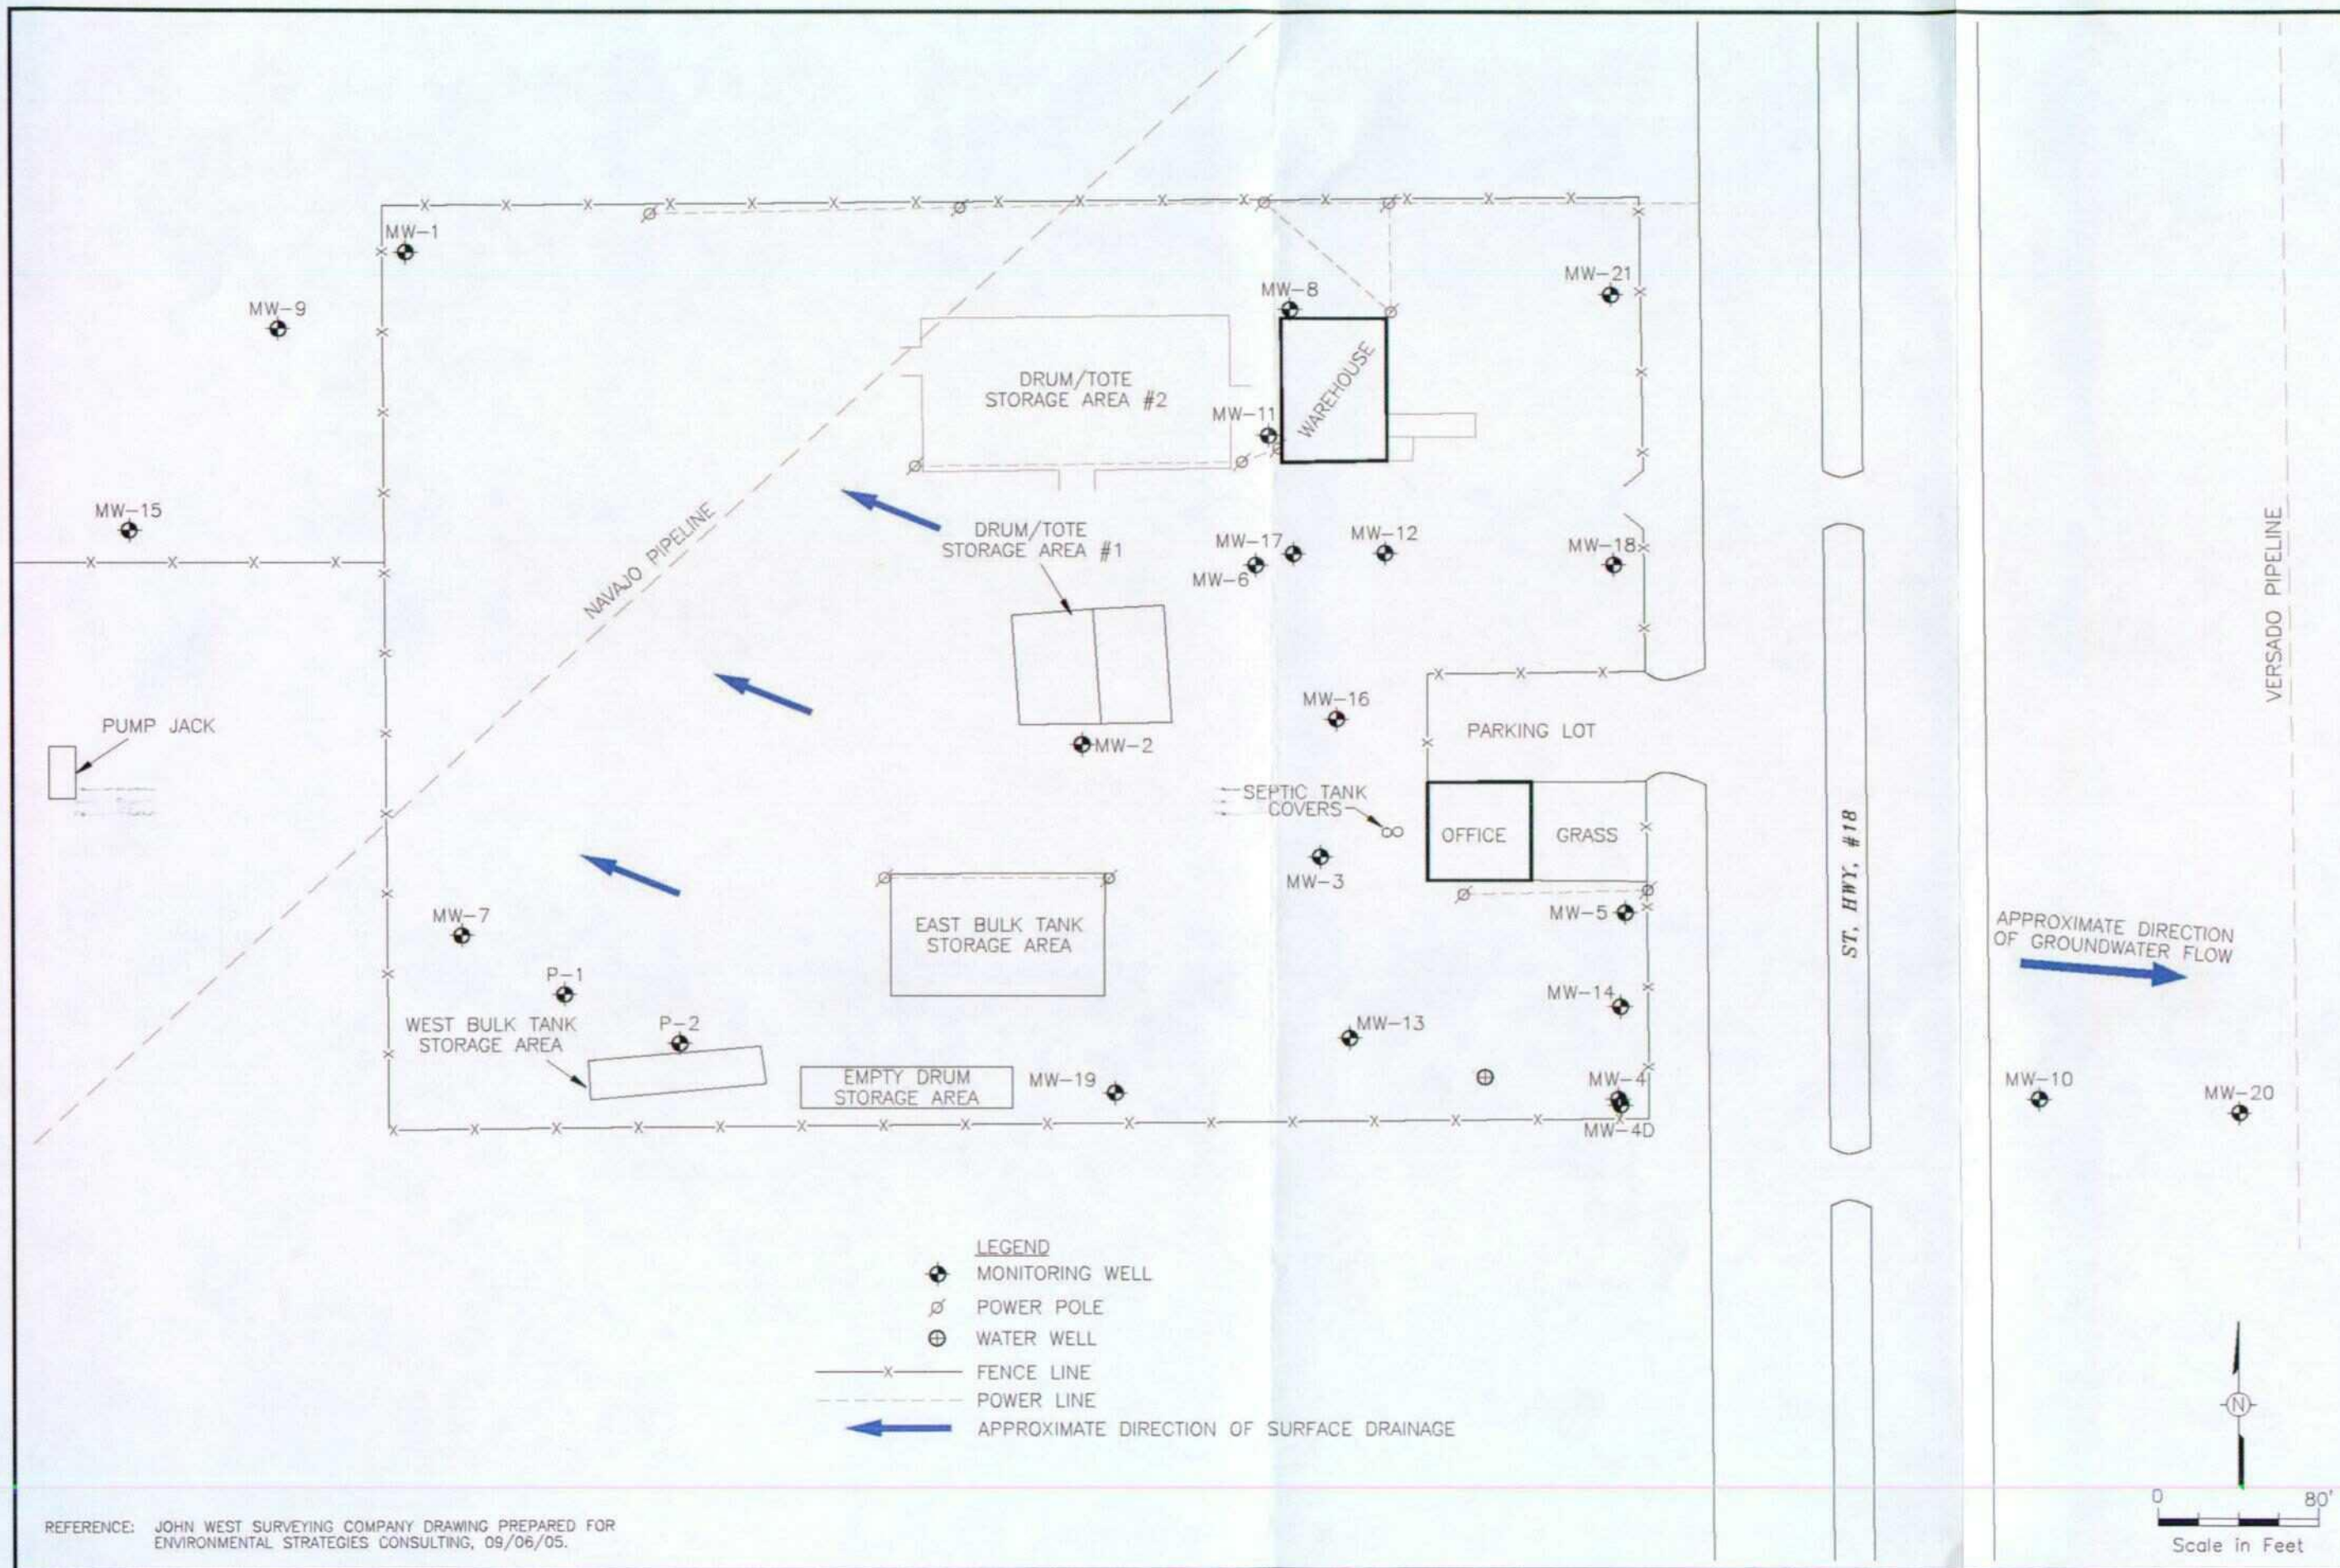 MW-1
MW-9
MW-8
MW-21
DRUM/TOTE
STORAGE AREA #2
WAREHOUSE
MW-11
MW-15
NAVAJO PIPELINE
DRUM/TOTE
STORAGE AREA #1
MW-17
MW-12
MW-18
MW-6
VERSADO PIPELINE
PUMP JACK
MW-16
PARKING LOT
MW-2
SEPTIC TANK
COVERS
OFFICE
GRASS
ST. HWY. #18
MW-3
MW-7
EAST BULK TANK
STORAGE AREA
MW-5
APPROXIMATE DIRECTION
OF GROUNDWATER FLOW
P-1
MW-14
WEST BULK TANK
STORAGE AREA
P-2
MW-13
EMPTY DRUM
STORAGE AREA
MW-19
MW-4
MW-4D
MW-10
MW-20
LEGEND
MONITORING WELL
POWER POLE
WATER WELL
X FENCE LINE
POWER LINE
APPROXIMATE DIRECTION OF SURFACE DRAINAGE
N
0 80'
Scale in Feet
REFERENCE: JOHN WEST SURVEYING COMPANY DRAWING PREPARED FOR
ENVIRONMENTAL STRATEGIES CONSULTING, 09/06/05.